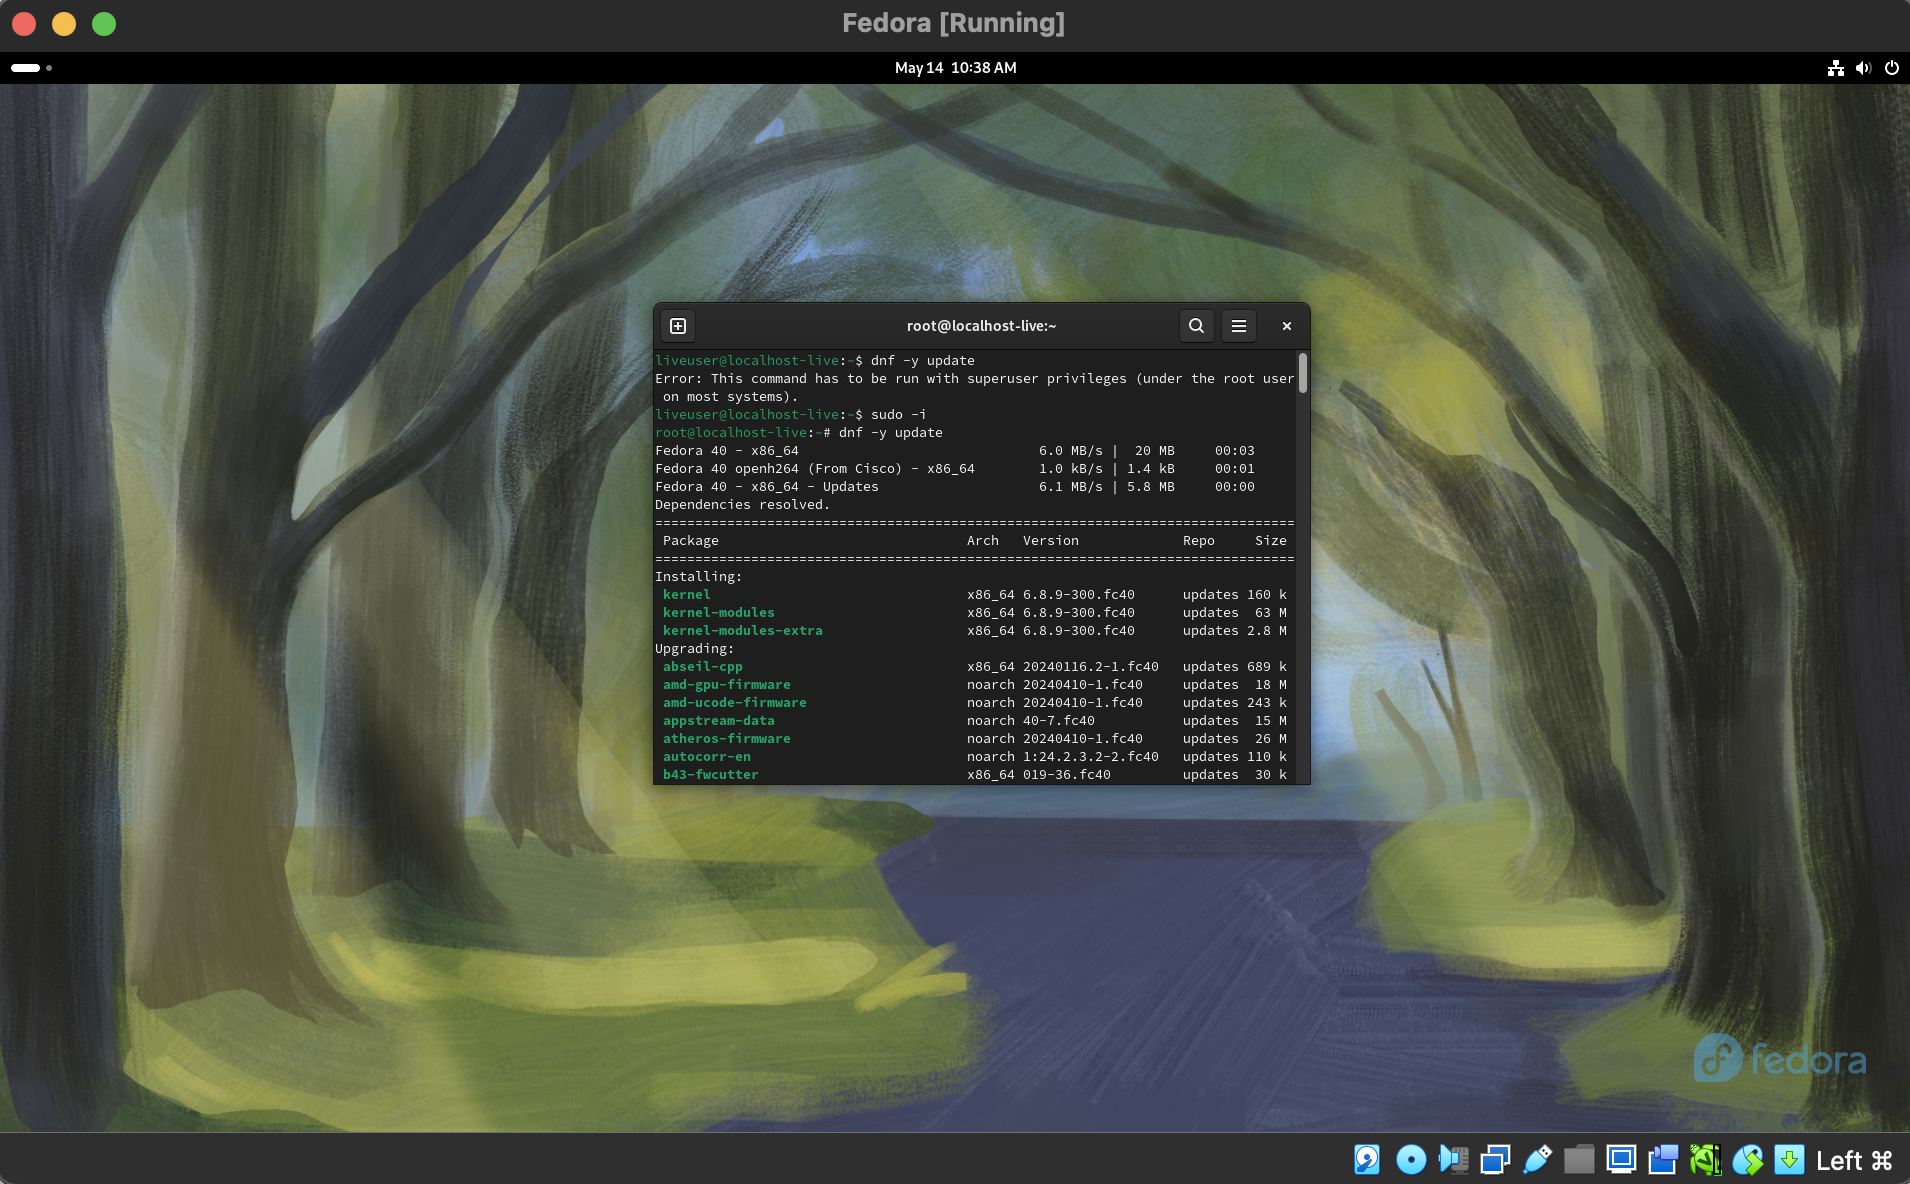 Fedora [Running]
May 14 10:38 AM
root@localhost-live:~
liveuser@localhost-live:~$ dnf -y update
Error: This command has to be run with superuser privileges (under the root user
 on most systems).
liveuser@localhost-live:~$ sudo -i
root@localhost-live:~# dnf -y update
Fedora 40 - x86_64                              6.0 MB/s |  20 MB     00:03
Fedora 40 openh264 (From Cisco) - x86_64        1.0 kB/s | 1.4 kB     00:01
Fedora 40 - x86_64 - Updates                    6.1 MB/s | 5.8 MB     00:00
Dependencies resolved.
================================================================================
 Package                               Arch   Version             Repo     Size
================================================================================
Installing:
 kernel                                x86_64 6.8.9-300.fc40      updates 160 k
 kernel-modules                        x86_64 6.8.9-300.fc40      updates  63 M
 kernel-modules-extra                  x86_64 6.8.9-300.fc40      updates 2.8 M
Upgrading:
 abseil-cpp                            x86_64 20240116.2-1.fc40   updates 689 k
 amd-gpu-firmware                      noarch 20240410-1.fc40     updates  18 M
 amd-ucode-firmware                    noarch 20240410-1.fc40     updates 243 k
 appstream-data                        noarch 40-7.fc40           updates  15 M
 atheros-firmware                      noarch 20240410-1.fc40     updates  26 M
 autocorr-en                           noarch 1:24.2.3.2-2.fc40   updates 110 k
 b43-fwcutter                          x86_64 019-36.fc40         updates  30 k
fedora
Left ⌘